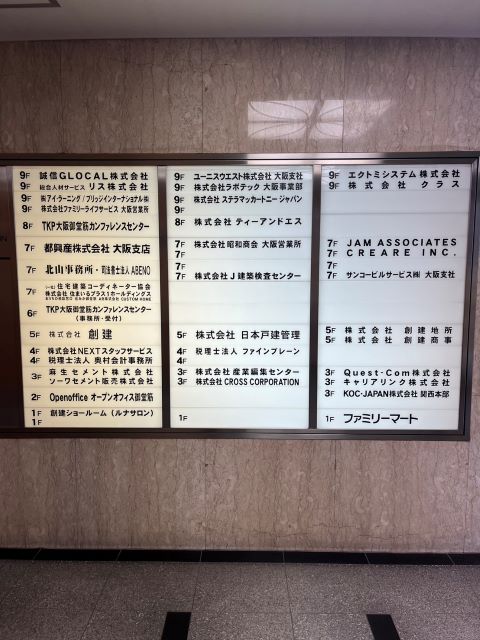 9F 誠信GLOCAL株式会社
9F 総合人材サービス リス株式会社
9F ㈱アイ・ラーニング/ブリッジインターナショナル㈱
9F 株式会社ファミリーライフサービス 大阪営業所
8F TKP大阪御堂筋カンファレンスセンター
7F 都興産株式会社 大阪支店
7F 北山事務所・司法書士法人ABENO
7F (一社)住宅建築コーディネーター協会
株式会社 住まいるプラス1ホールディングス
6F TKP大阪御堂筋カンファレンスセンター
(事務所・受付)
5F 株式会社 創建
4F 株式会社NEXTスタッフサービス
4F 税理士法人 奥村会計事務所
3F 麻生セメント株式会社
ソーワセメント販売株式会社
2F Openoffice オープンオフィス御堂筋
1F 創建ショールーム(ルナサロン)
1F
9F ユーニスウエスト株式会社 大阪支社
9F 株式会社ラボテック 大阪事業部
9F 株式会社 ステラマッカートニー ジャパン
9F
8F 株式会社 ティーアンドエス
7F 株式会社昭和商会 大阪営業所
7F
7F 株式会社J建築検査センター
5F 株式会社 日本戸建管理
4F 税理士法人 ファインブレーン
4F
3F 株式会社 産業編集センター
3F 株式会社 CROSS CORPORATION
1F
9F エクトミシステム株式会社
9F 株式会社 クラス
7F JAM ASSOCIATES
7F CREARE INC.
7F
7F サンコービルサービス㈱ 大阪支社
5F 株式会社 創建地所
5F 株式会社 創建商事
3F Quest-Com株式会社
3F キャリアリンク株式会社
3F KOC・JAPAN株式会社 関西本部
1F ファミリーマート